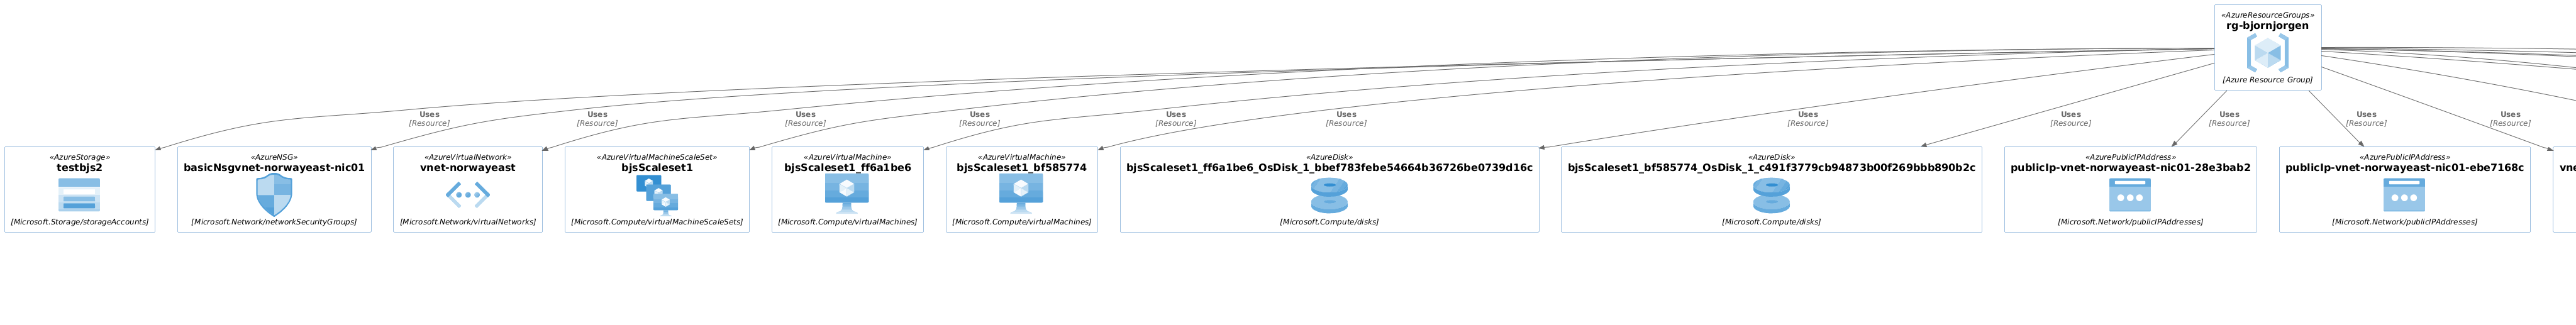 «AzureResourceGroups»
rg-bjornjorgen
[Azure Resource Group]
Uses
[Resource]
Uses
[Resource]
Uses
[Resource]
Uses
[Resource]
Uses
[Resource]
Uses
[Resource]
Uses
[Resource]
Uses
[Resource]
Uses
[Resource]
Uses
[Resource]
Uses
[Resource]
«AzureStorage»
testbjs2
[Microsoft.Storage/storageAccounts]
«AzureNSG»
basicNsgvnet-norwayeast-nic01
[Microsoft.Network/networkSecurityGroups]
«AzureVirtualNetwork»
vnet-norwayeast
[Microsoft.Network/virtualNetworks]
«AzureVirtualMachineScaleSet»
bjsScaleset1
[Microsoft.Compute/virtualMachineScaleSets]
«AzureVirtualMachine»
bjsScaleset1_ff6a1be6
[Microsoft.Compute/virtualMachines]
«AzureVirtualMachine»
bjsScaleset1_bf585774
[Microsoft.Compute/virtualMachines]
«AzureDisk»
bjsScaleset1_ff6a1be6_OsDisk_1_bbef783febe54664b36726be0739d16c
[Microsoft.Compute/disks]
«AzureDisk»
bjsScaleset1_bf585774_OsDisk_1_c491f3779cb94873b00f269bbb890b2c
[Microsoft.Compute/disks]
«AzurePublicIPAddress»
publicIp-vnet-norwayeast-nic01-28e3bab2
[Microsoft.Network/publicIPAddresses]
«AzurePublicIPAddress»
publicIp-vnet-norwayeast-nic01-ebe7168c
[Microsoft.Network/publicIPAddresses]